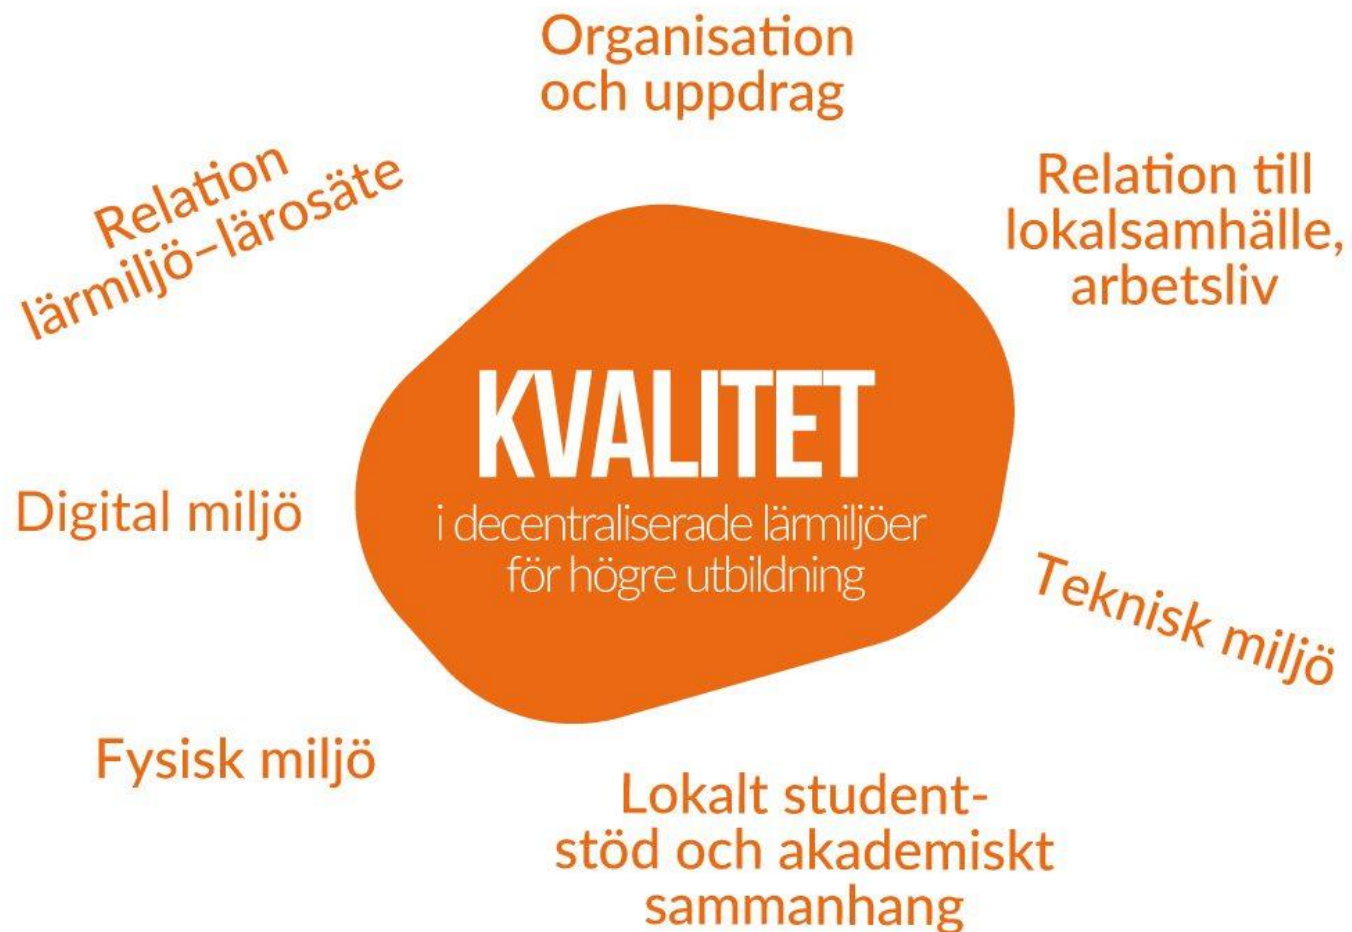 Organisation
och uppdrag
Relation
lärmiljö–lärosäte
Relation till
lokalsamhälle,
arbetsliv
KVALITET
i decentraliserade lärmiljöer
för högre utbildning
Digital miljö
Teknisk miljö
Fysisk miljö
Lokalt student-
stöd och akademiskt
sammanhang